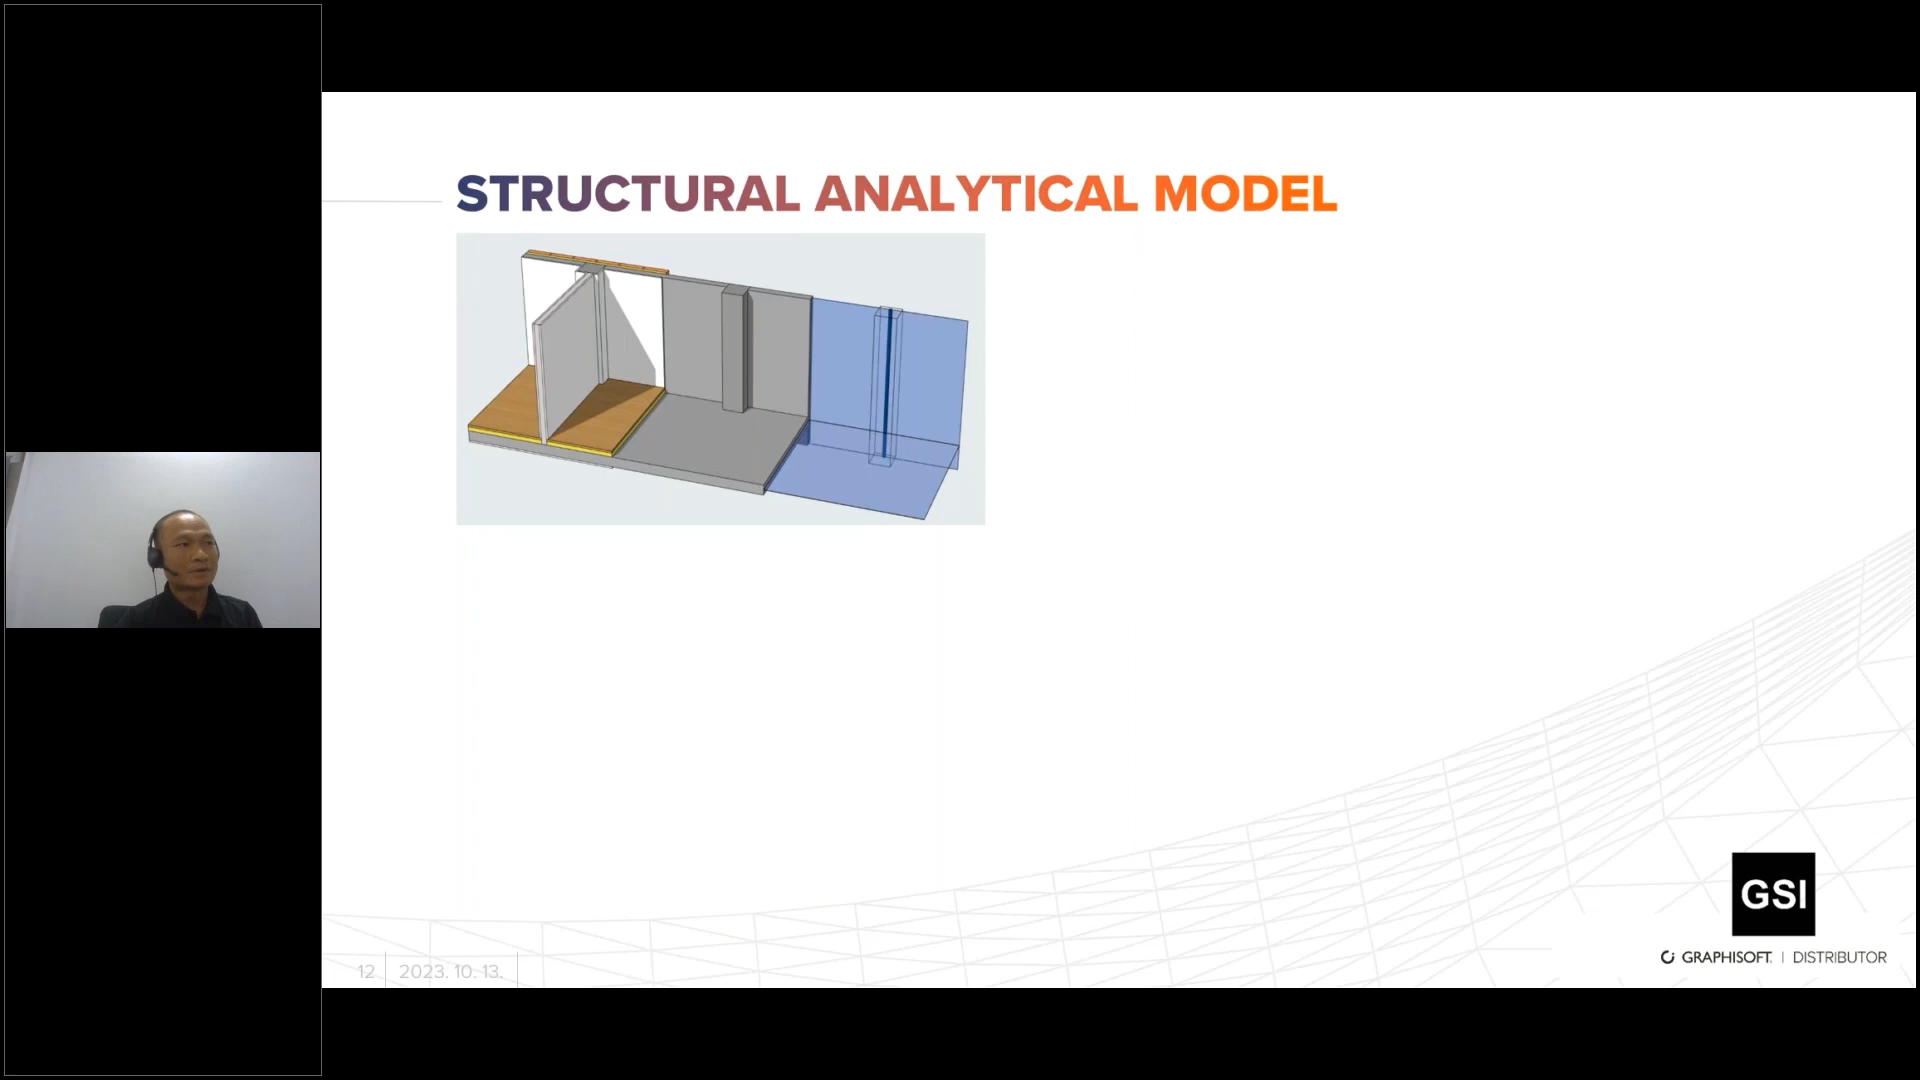 STRUCTURAL ANALYTICAL MODEL
GSI
GRAPHISOFT. | DISTRIBUTOR
12 2023. 10. 13.